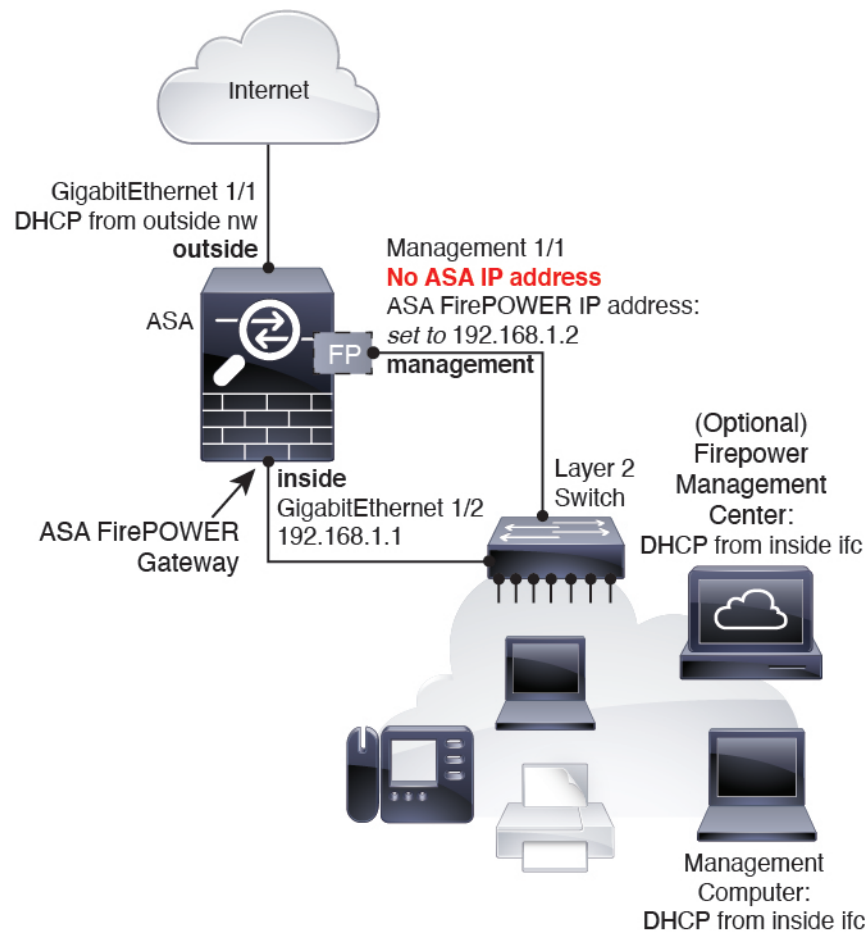 Internet
GigabitEthernet 1/1
DHCP from outside nw
outside
Management 1/1
No ASA IP address
ASA FirePOWER IP address:
set to 192.168.1.2
management
ASA
FP
inside
GigabitEthernet 1/2
192.168.1.1
ASA FirePOWER
Gateway
Layer 2
Switch
(Optional)
Firepower
Management
Center:
DHCP from inside ifc
Management
Computer:
DHCP from inside ifc